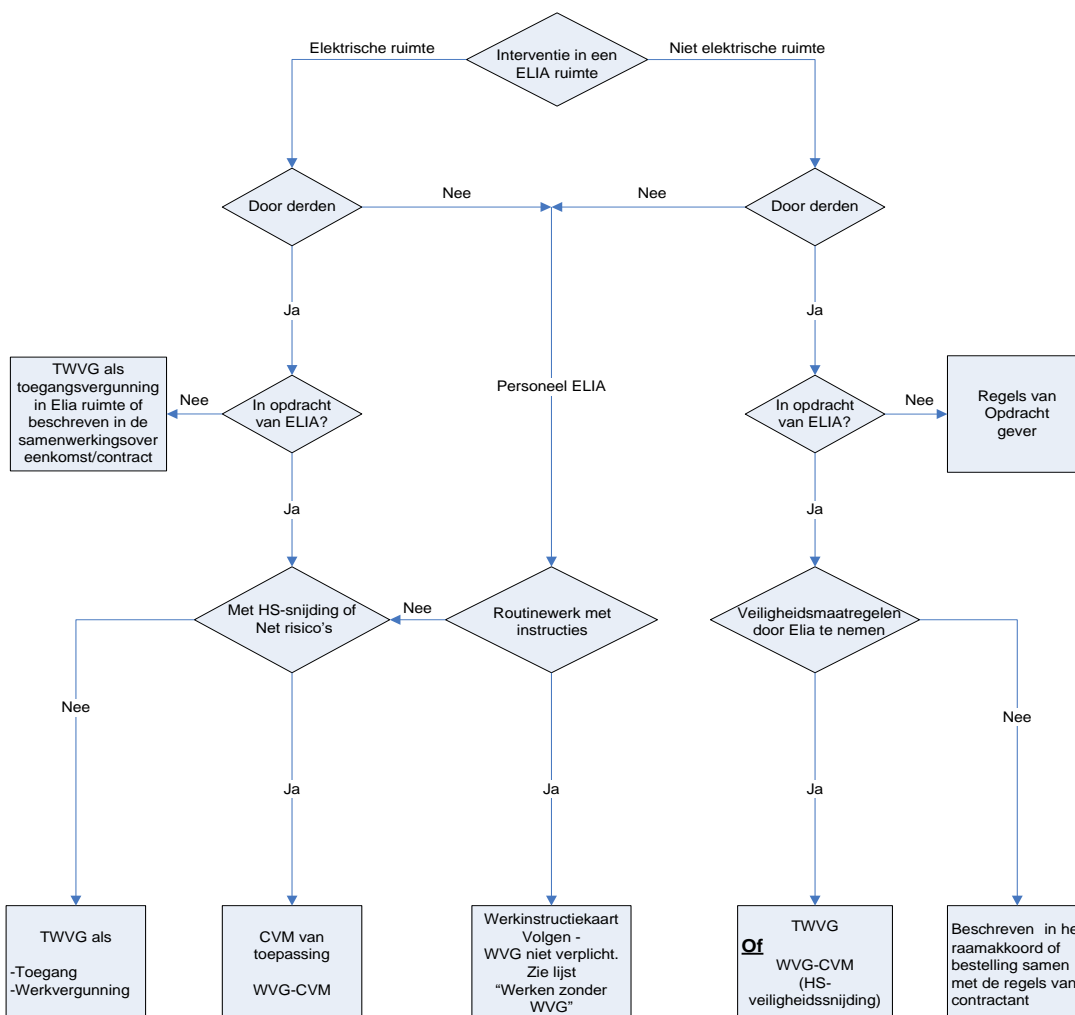 Elektrische ruimte
Niet elektrische ruimte
Interventie in een
ELIA ruimte
Door derden
Nee
Nee
Door derden
Ja
Ja
TWVG als
toegangsvergunning
in Elia ruimte of
beschreven in de
samenwerkingsover
eenkomst/contract
Nee
In opdracht
van ELIA?
Personeel ELIA
In opdracht
van ELIA?
Nee
Regels van
Opdracht
gever
Ja
Ja
Met HS-snijding of
Net risico's
Nee
Routinewerk met
instructies
Veiligheidsmaatregelen
door Elia te nemen
Nee
Nee
Ja
Ja
Ja
TWVG als
-Toegang
-Werkvergunning
CVM van
toepassing
WVG-CVM
Werkinstructiekaart
Volgen -
WVG niet verplicht.
Zie lijst
“Werken zonder
WVG”
TWVG
Of
WVG-CVM
(HS-
veiligheidssnijding)
Beschreven in he
raamakkoord of
bestelling samen
met de regels van
contractant